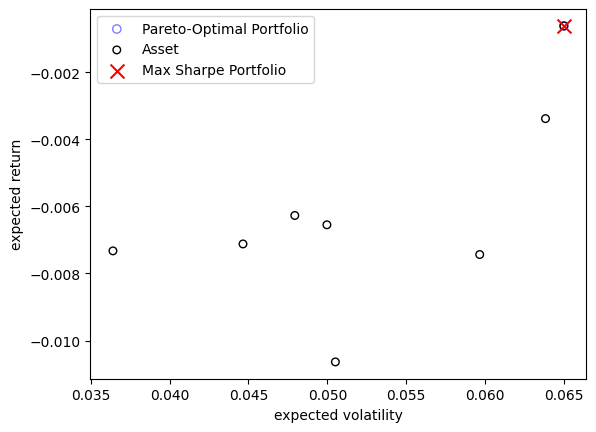 Pareto-Optimal Portfolio
Asset
Max Sharpe Portfolio
−0.002
−0.004
−0.006
−0.008
−0.010
expected return
0.035 0.040 0.045 0.050 0.055 0.060 0.065
expected volatility